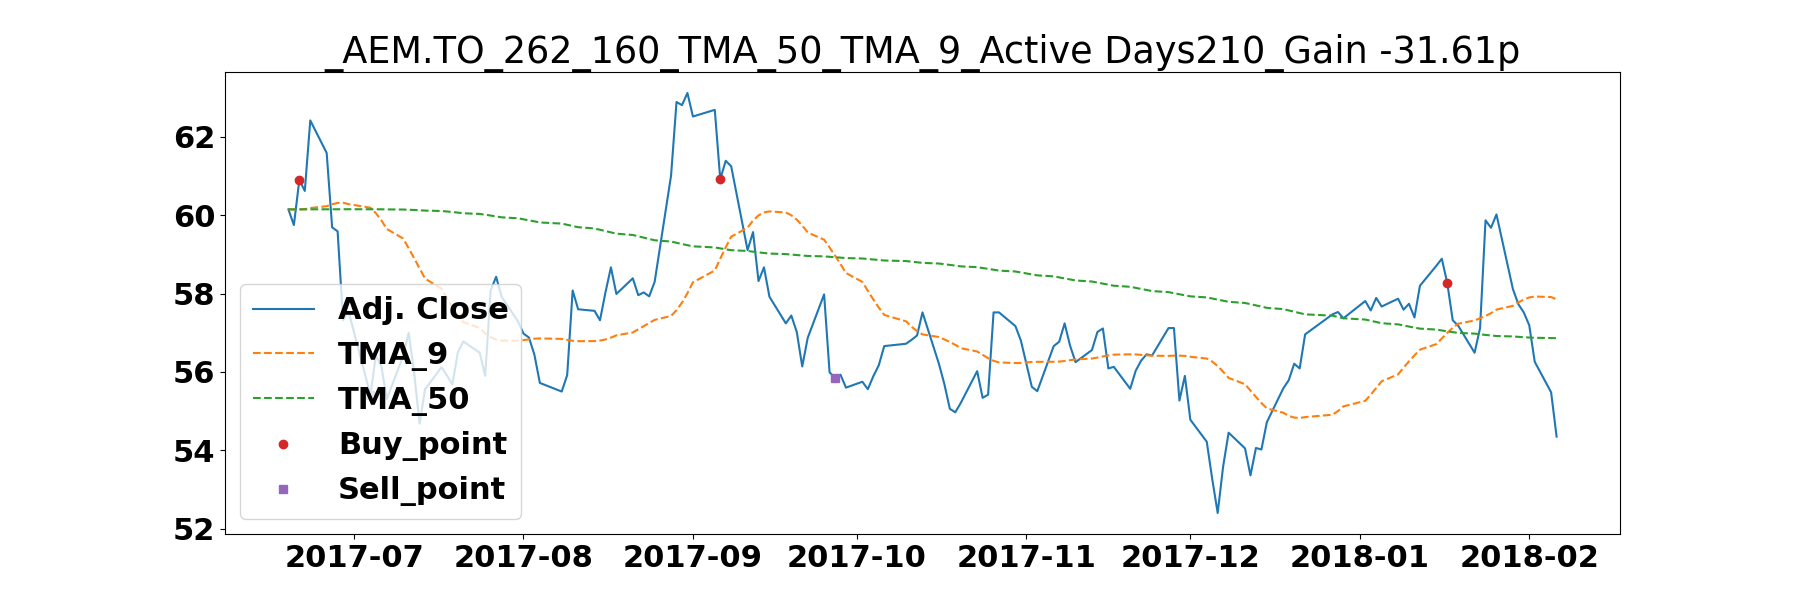 _AEM.TO_262_160_TMA_50_TMA_9_Active Days210_Gain -31.61p
62
60
58
56
54
52
Adj. Close
TMA_9
TMA_50
Buy_point
Sell_point
2017-07 2017-08 2017-09 2017-10 2017-11 2017-12 2018-01 2018-02